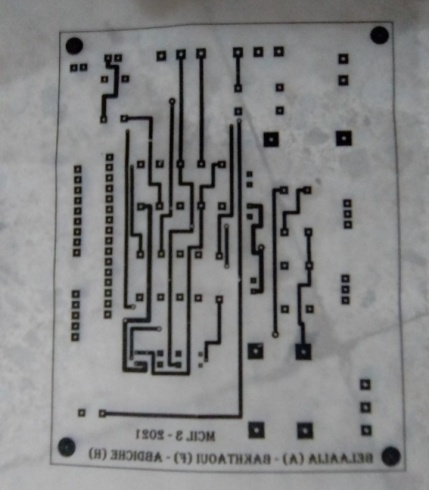 MCIL 3 - 2021
BELAALIA (A) - BAKHTAOUI (F) - ABDICHE (H)